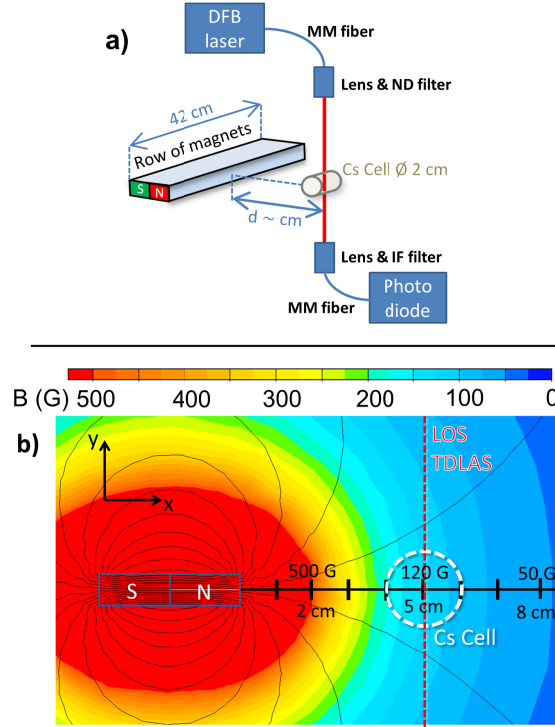 a)
DFB
laser
MM fiber
Lens & ND filter
42 cm
Row of magnets
S N
Cs Cell Ø 2 cm
d ~ cm
Lens & IF filter
MM fiber
Photo
diode
B (G) 500 400 300 200 100 0
b)
y
x
LOS
TDLAS
S N
500 G 120 G 50 G
2 cm 5 cm 8 cm
Cs Cell